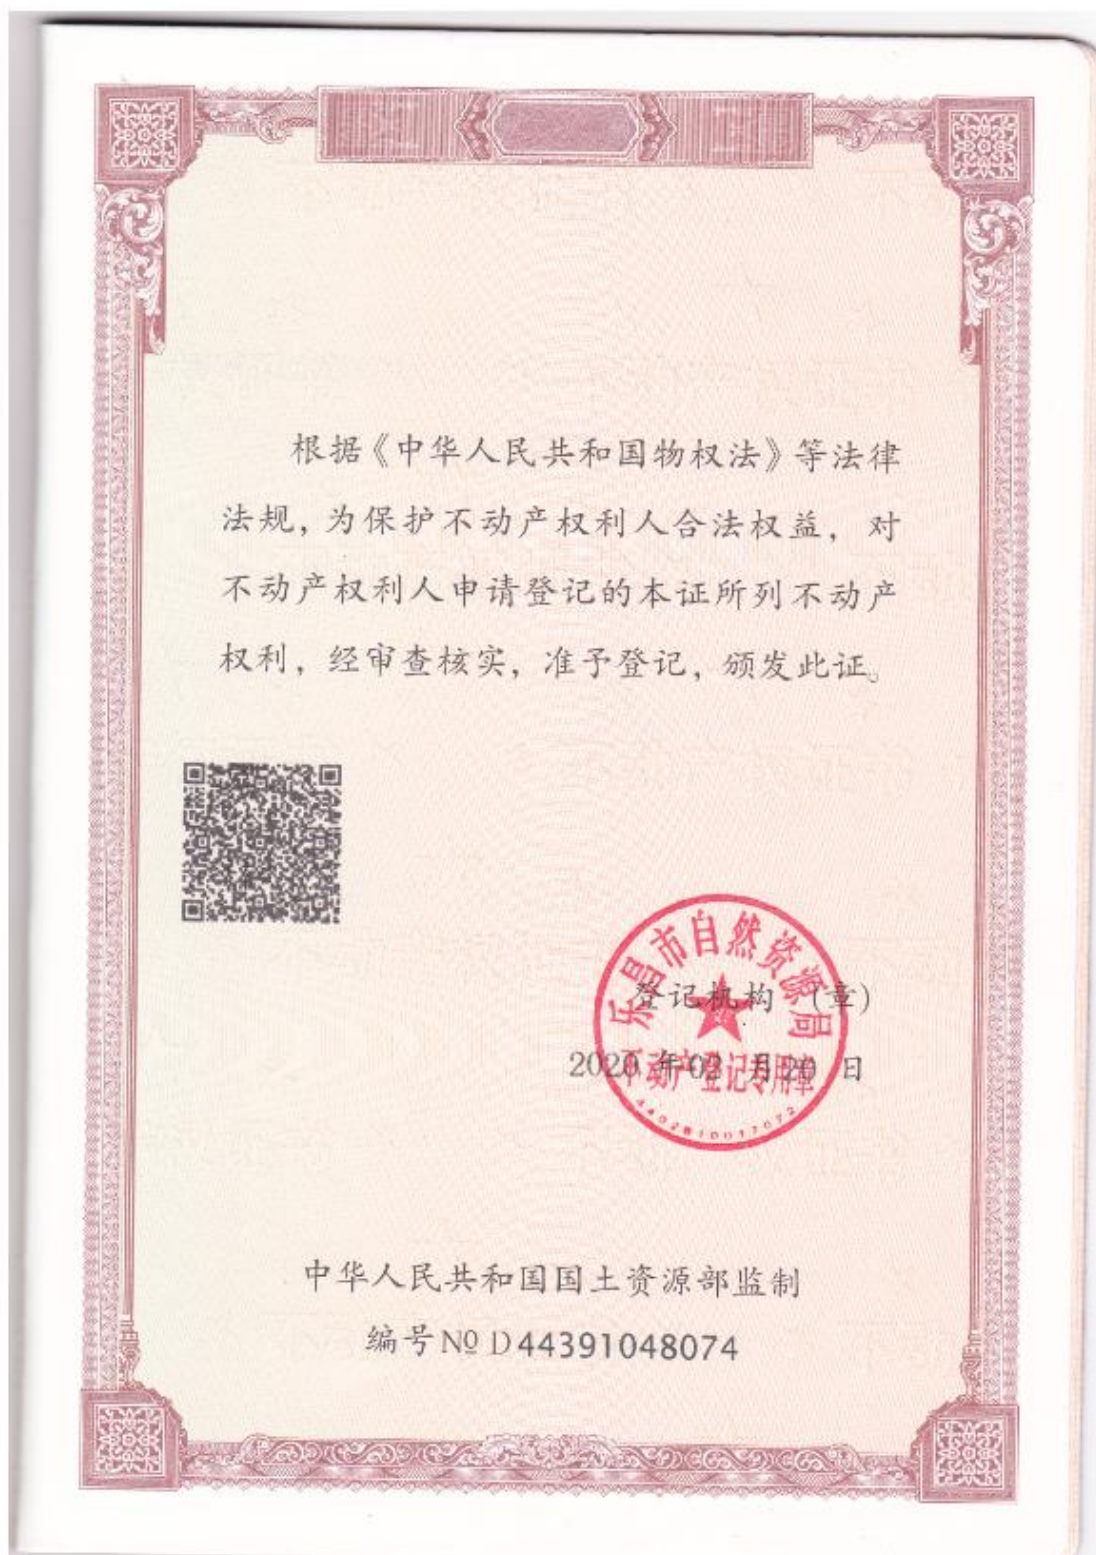 根据《中华人民共和国物权法》等法律
法规，为保护不动产权利人合法权益，对
不动产权利人申请登记的本证所列不动产
权利，经审查核实，准予登记，颁发此证。
乐昌市自然资源局
登记机构 （章）
2020 年 02 月 20 日
不动产登记专用章
4402810017072
中华人民共和国国土资源部监制
编号 № D 44391048074